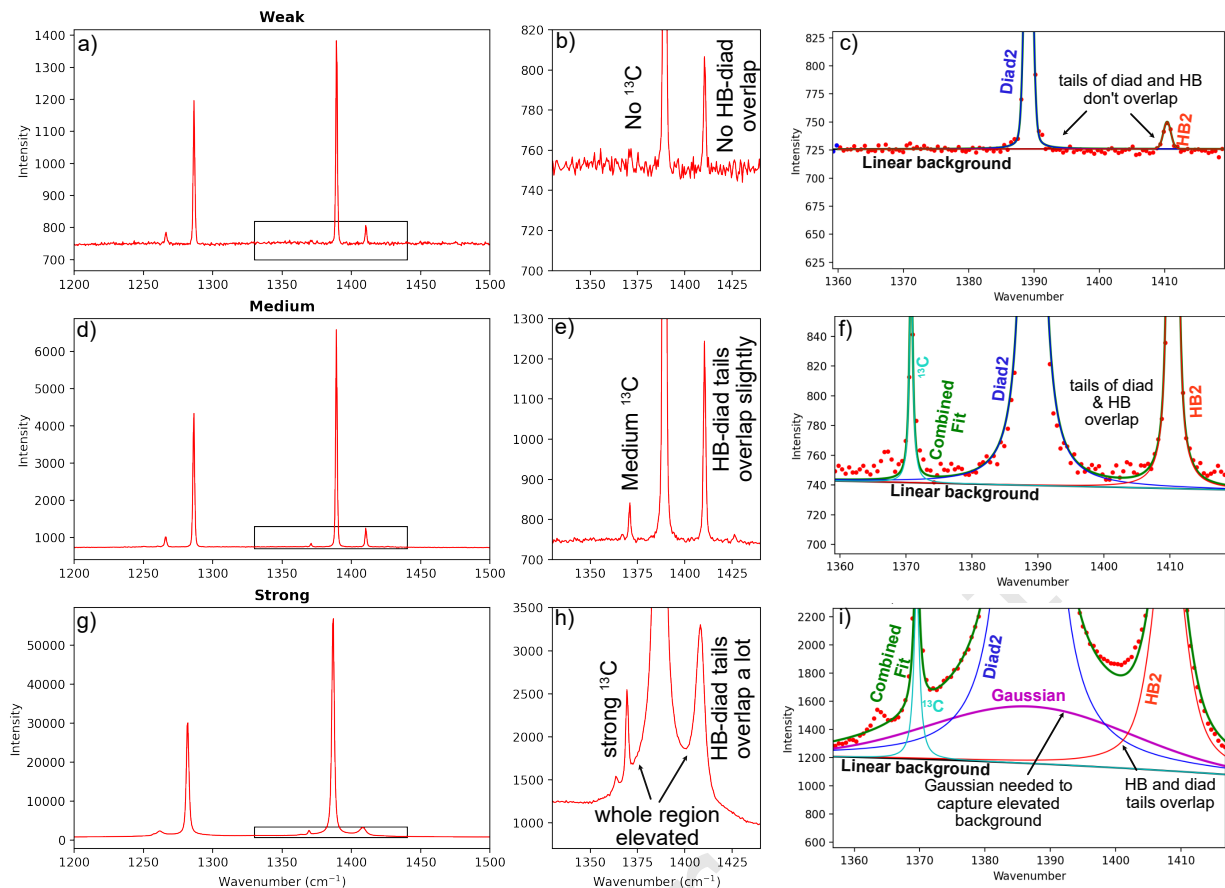 Weak
a)
1400
1300
1200
1100
1000
900
800
700
Intensity
1200 1250 1300 1350 1400 1450 1500
b)
820
800
780
760
740
720
700
No ¹³C
No HB-diad
overlap
1350 1375 1400 1425
c)
825
800
775
750
725
700
675
650
625
Intensity
Diad2
tails of diad and HB
don't overlap
HB2
Linear background
1360 1370 1380 1390 1400 1410
Wavenumber
Medium
d)
6000
5000
4000
3000
2000
1000
Intensity
1200 1250 1300 1350 1400 1450 1500
e)
1300
1200
1100
1000
900
800
700
Medium ¹³C
HB-diad tails
overlap slightly
1350 1375 1400 1425
f)
840
820
800
780
760
740
720
700
Intensity
¹³C
Combined
Fit
Diad2
tails of diad
& HB
overlap
HB2
Linear background
1360 1370 1380 1390 1400 1410
Wavenumber
Strong
g)
50000
40000
30000
20000
10000
0
Intensity
1200 1250 1300 1350 1400 1450 1500
Wavenumber (cm⁻¹)
h)
3500
3000
2500
2000
1500
1000
strong ¹³C
HB-diad tails
overlap a lot
whole region
elevated
1350 1375 1400 1425
Wavenumber (cm⁻¹)
i)
2200
2000
1800
1600
1400
1200
1000
800
600
Intensity
Combined
Fit
¹³C
Diad2
Gaussian
HB2
Linear background
Gaussian needed to
capture elevated
background
HB and diad
tails overlap
1360 1370 1380 1390 1400 1410
Wavenumber